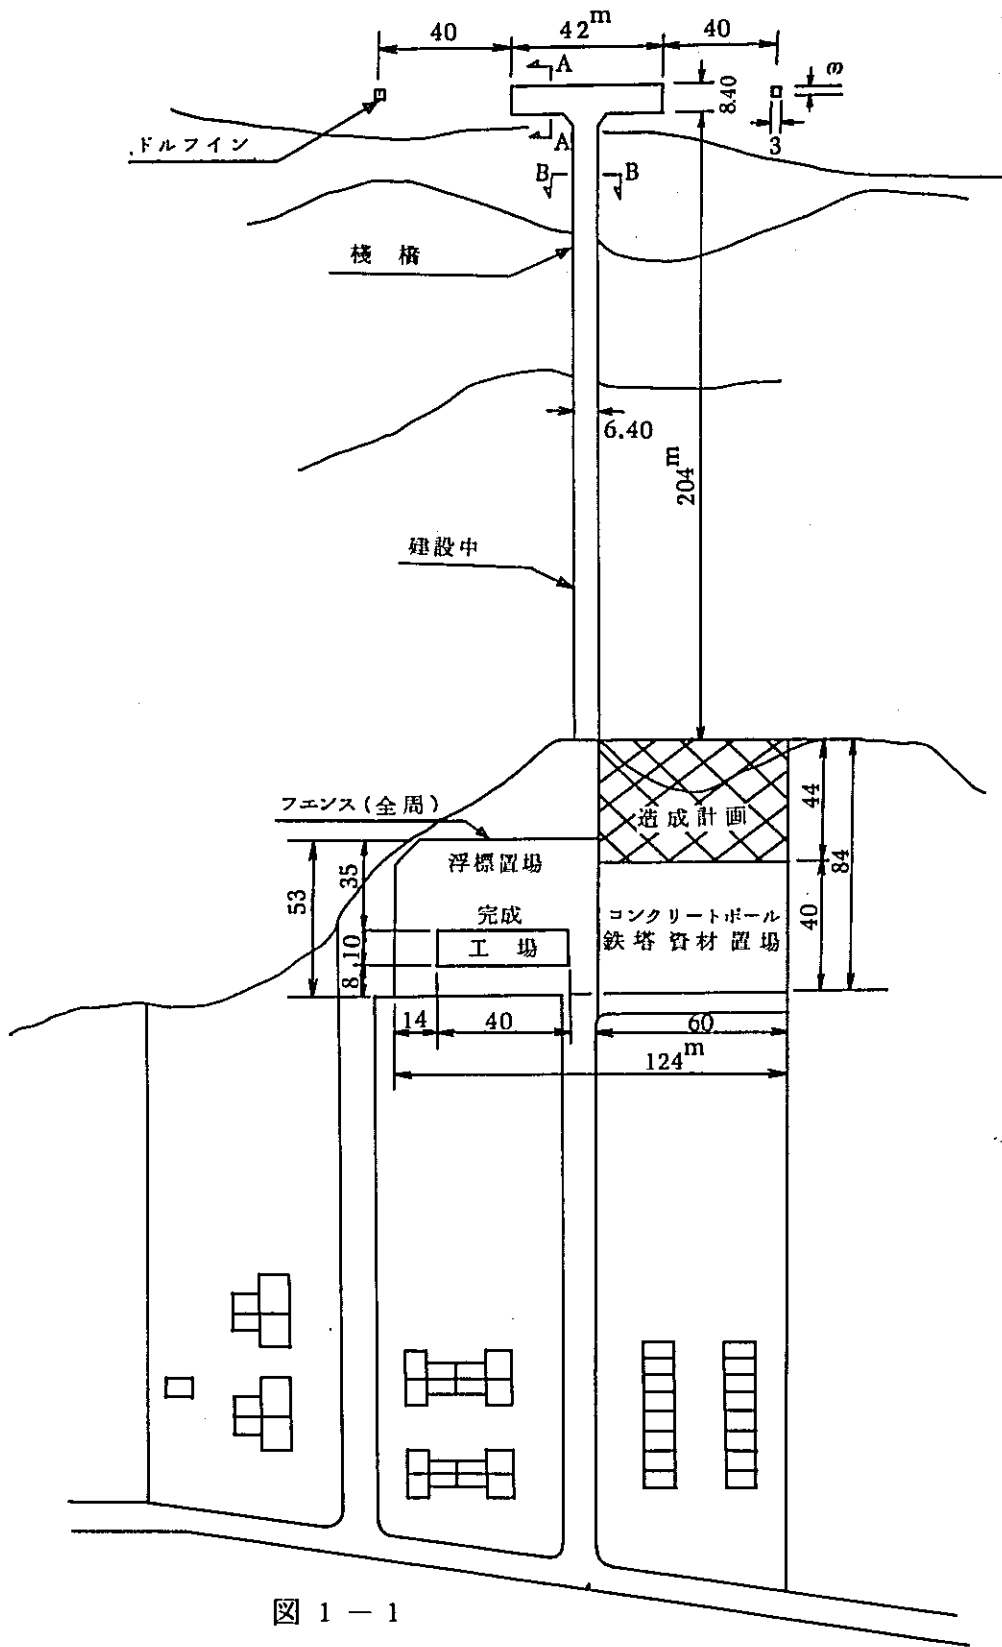 40
42m
40
A
8.40
3
3
ドルフイン
A
B
B
棧橋
6.40
204m
建設中
フエンス(全周)
造成計画
44
84
浮標置場
53
35
完成
コンクリートポール
40
工場
鉄塔資材置場
10
8
14
40
60
124m
図 1 - 1